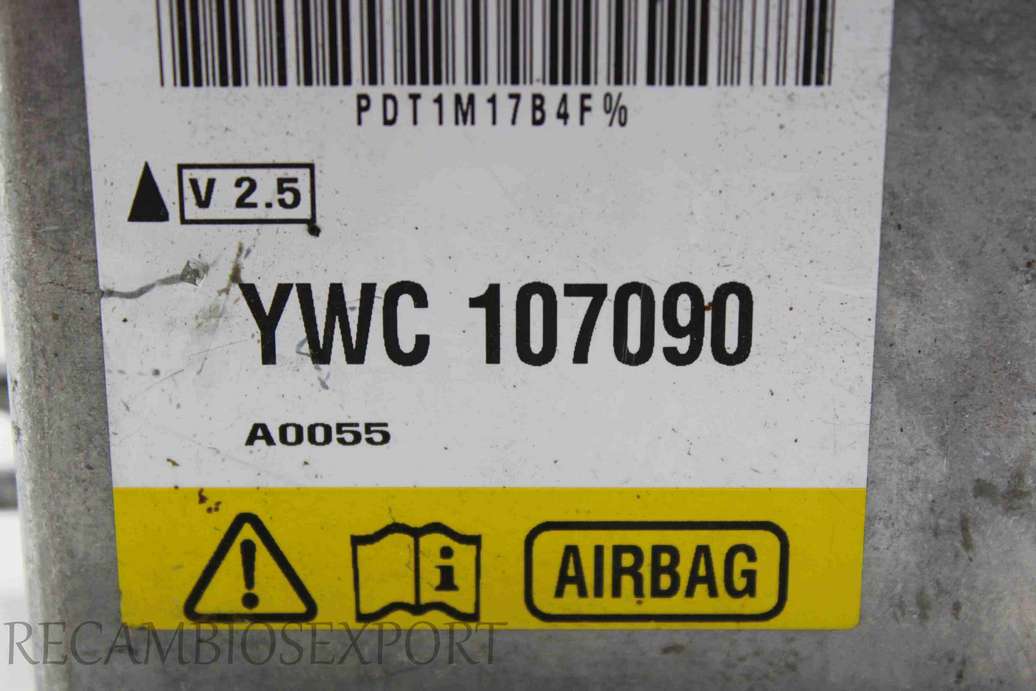 PDT1M17B4F%
V 2.5
YWC 107090
A0055
i AIRBAG
RECAMBIOSEXPORT